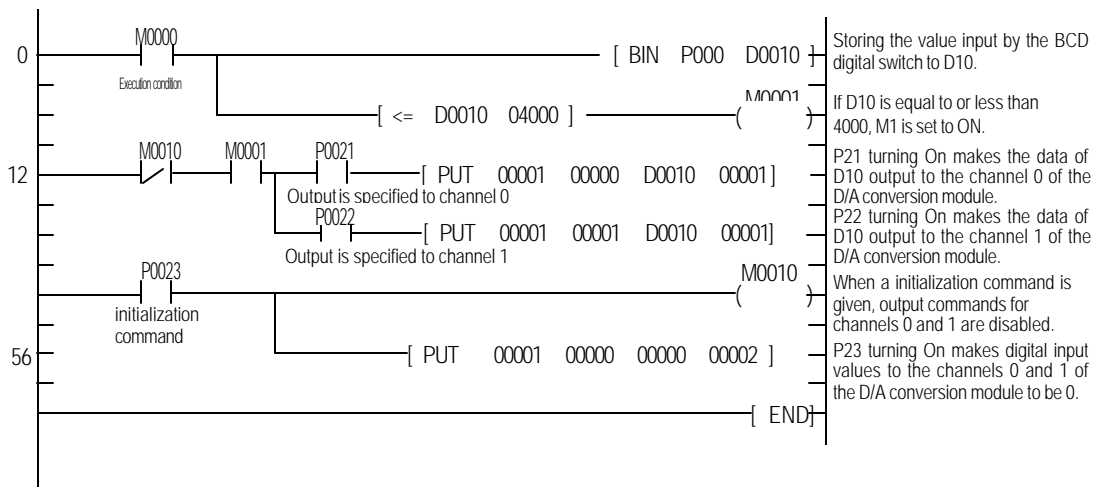 M0000
0
[ BIN P000 D0010 ]
Storing the value input by the BCD
digital switch to D10.
Execution condition
M0001
[ <= D0010 04000 ]
( )
If D10 is equal to or less than
4000, M1 is set to ON.
M0010 M0001 P0021
12
[ PUT 00001 00000 D0010 00001 ]
Output is specified to channel 0
P21 turning On makes the data of
D10 output to the channel 0 of the
D/A conversion module.
P0022
[ PUT 00001 00001 D0010 00001]
Output is specified to channel 1
P22 turning On makes the data of
D10 output to the channel 1 of the
D/A conversion module.
P0023
M0010
( )
initialization
command
When a initialization command is
given, output commands for
channels 0 and 1 are disabled.
56
[ PUT 00001 00000 00000 00002 ]
P23 turning On makes digital input
values to the channels 0 and 1 of
the D/A conversion module to be 0.
[ END]